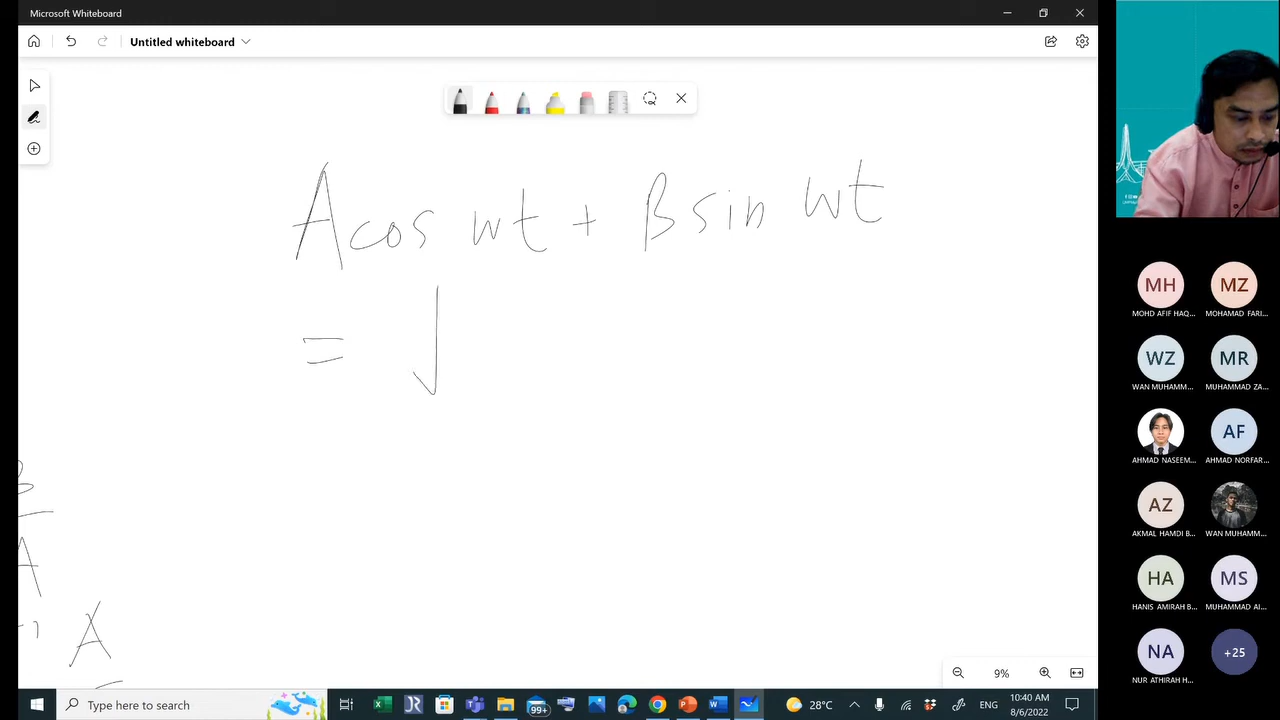 Microsoft Whiteboard
Untitled whiteboard
A cos wt + B sin wt
= √
B
A
A
MH
MZ
MOHD AFIF HAQ...
MOHAMAD FARI...
WZ
MR
WAN MUHAMM...
MUHAMMAD ZA...
AF
AHMAD NASEEM...
AHMAD NORFAR...
AZ
AKMAL HAMDI B...
WAN MUHAMM...
HA
MS
HANIS AMIRAH B...
MUHAMMAD AI...
NA
+25
NUR ATHIRAH H...
9%
Type here to search
99+
28°C
ENG
10:40 AM
8/6/2022